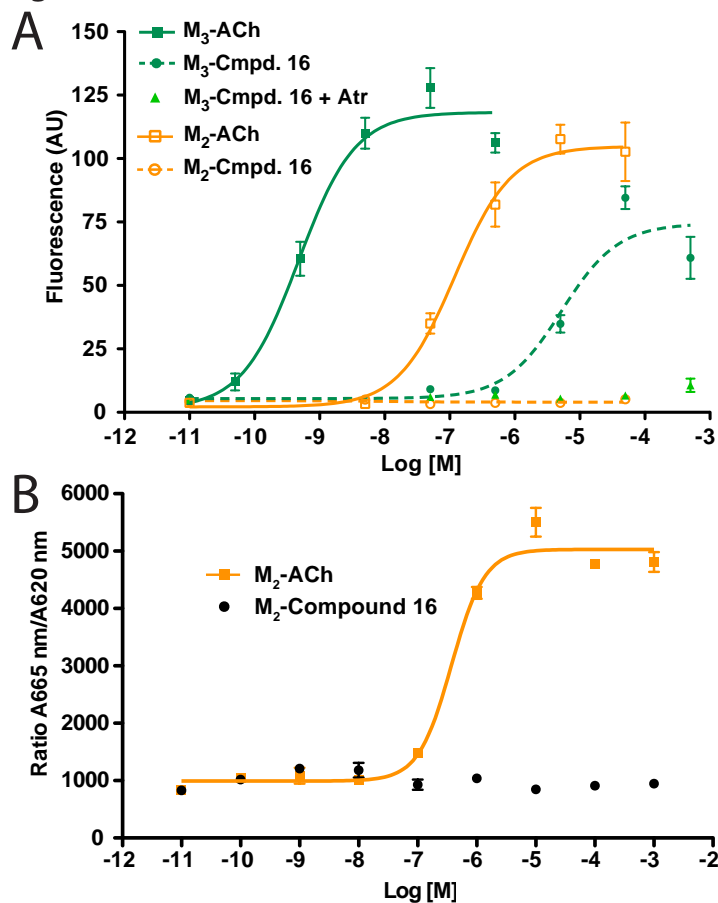 A
150
125
100
75
50
25
0
Fluorescence (AU)
M3-ACh
M3-Cmpd. 16
M3-Cmpd. 16 + Atr
M2-ACh
M2-Cmpd. 16
-12 -11 -10 -9 -8 -7 -6 -5 -4 -3
Log [M]
B
6000
5000
4000
3000
2000
1000
0
Ratio A665 nm/A620 nm
M2-ACh
M2-Compound 16
-12 -11 -10 -9 -8 -7 -6 -5 -4 -3 -2
Log [M]